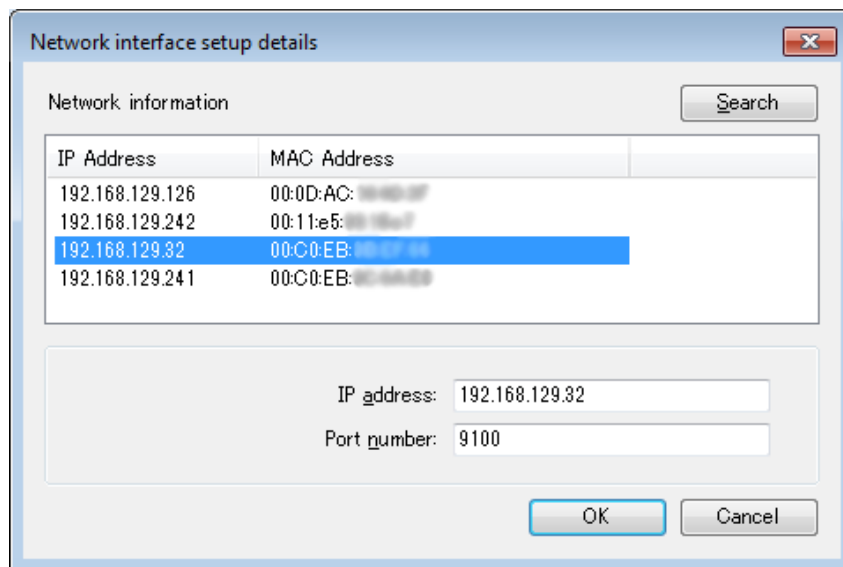 Network interface setup details
Network information
Search
IP Address MAC Address
192.168.129.126 00:0D:AC:
192.168.129.242 00:11:e5:
192.168.129.32 00:C0:EB:
192.168.129.241 00:C0:EB:
IP address: 192.168.129.32
Port number: 9100
OK Cancel